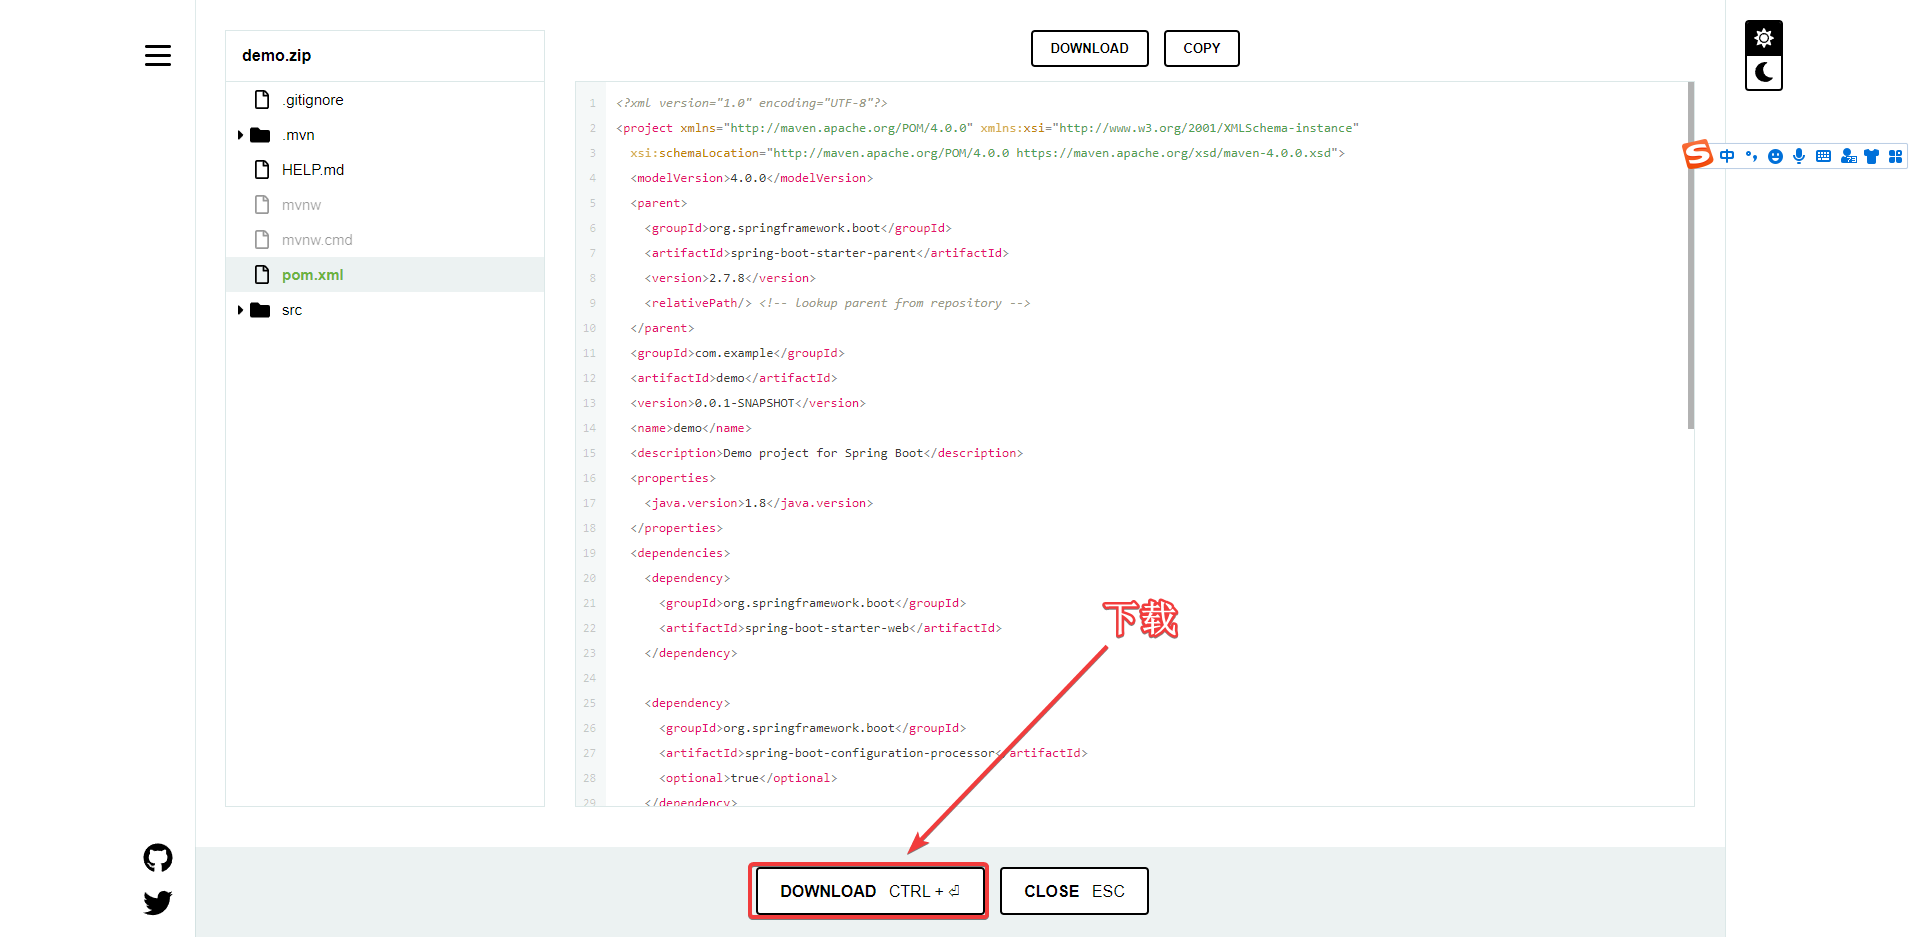 demo.zip
.gitignore
.mvn
HELP.md
mvnw
mvnw.cmd
pom.xml
src
DOWNLOAD COPY
1 <?xml version="1.0" encoding="UTF-8"?>
2 <project xmlns="http://maven.apache.org/POM/4.0.0" xmlns:xsi="http://www.w3.org/2001/XMLSchema-instance"
3 xsi:schemaLocation="http://maven.apache.org/POM/4.0.0 https://maven.apache.org/xsd/maven-4.0.0.xsd">
4 <modelVersion>4.0.0</modelVersion>
5 <parent>
6 <groupId>org.springframework.boot</groupId>
7 <artifactId>spring-boot-starter-parent</artifactId>
8 <version>2.7.8</version>
9 <relativePath/> <!-- lookup parent from repository -->
10 </parent>
11 <groupId>com.example</groupId>
12 <artifactId>demo</artifactId>
13 <version>0.0.1-SNAPSHOT</version>
14 <name>demo</name>
15 <description>Demo project for Spring Boot</description>
16 <properties>
17 <java.version>1.8</java.version>
18 </properties>
19 <dependencies>
20 <dependency>
21 <groupId>org.springframework.boot</groupId>
22 <artifactId>spring-boot-starter-web</artifactId>
23 </dependency>
24
25 <dependency>
26 <groupId>org.springframework.boot</groupId>
27 <artifactId>spring-boot-configuration-processor</artifactId>
28 <optional>true</optional>
29 </dependency>
下载
DOWNLOAD CTRL + ⏎
CLOSE ESC
S 中